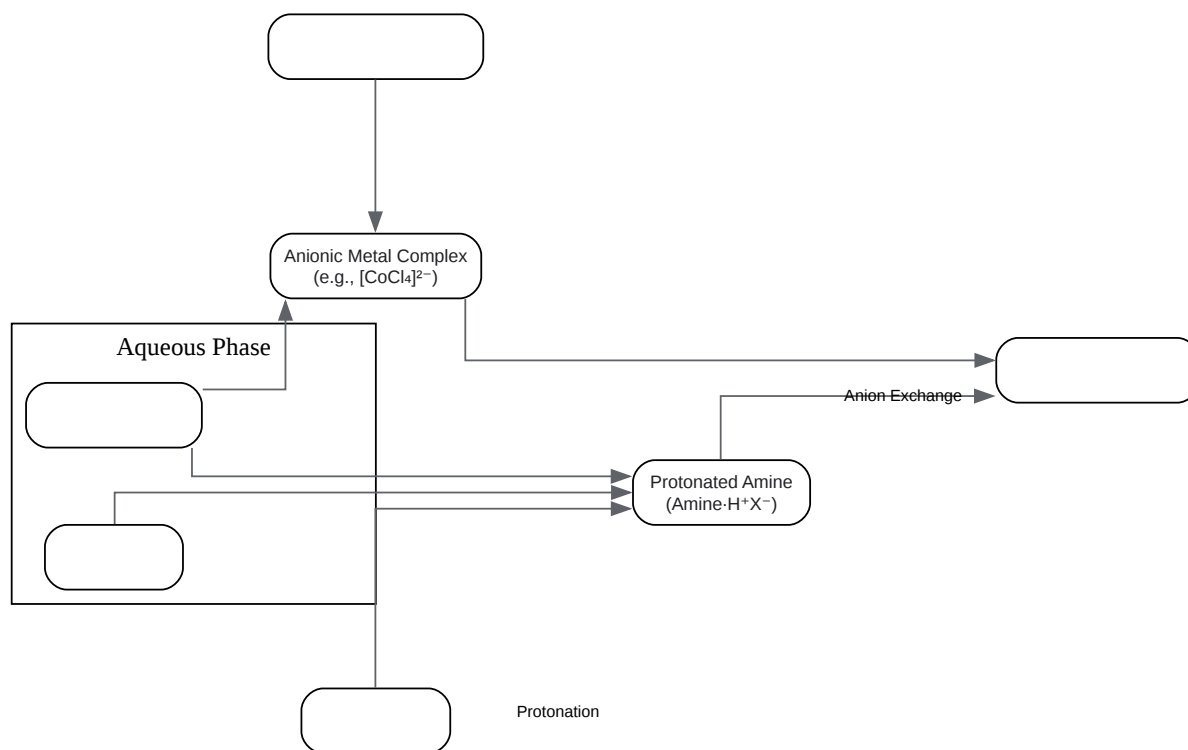 Anionic Metal Complex
(e.g., [CoCl₄]²⁻)
Aqueous Phase
Anion Exchange
Protonated Amine
(Amine·H⁺X⁻)
Protonation